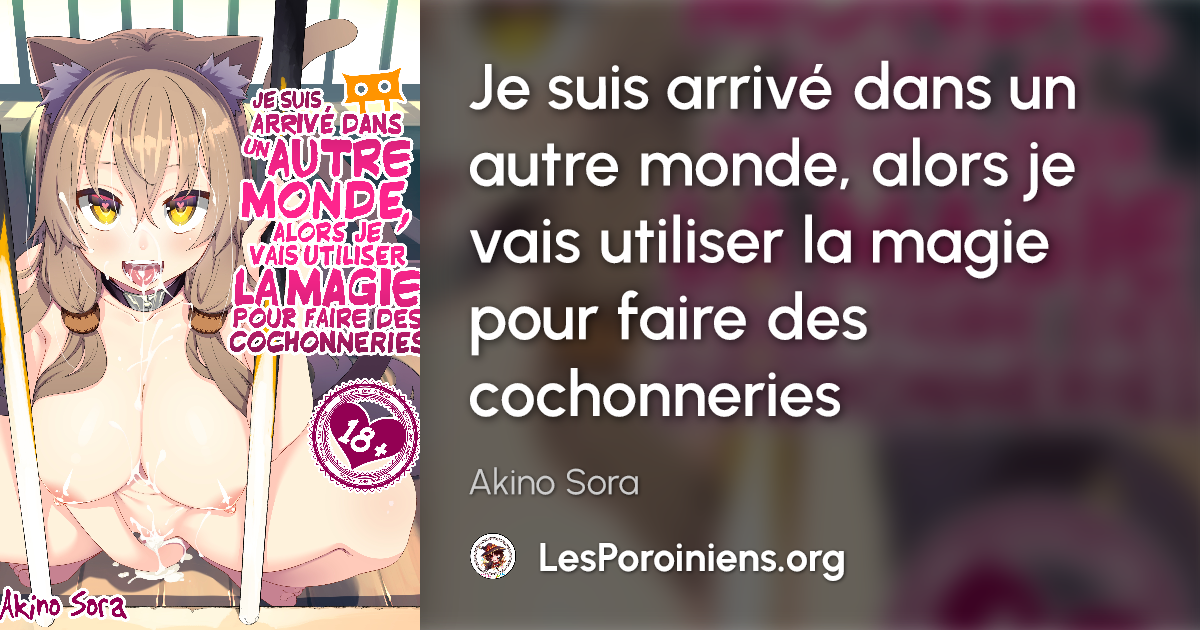 JE SUIS
ARRIVÉ DANS
UN AUTRE
MONDE,
ALORS JE
VAIS UTILISER
LA MAGIE
POUR FAIRE DES
COCHONNERIES
18+
Akino Sora
Je suis arrivé dans un
autre monde, alors je
vais utiliser la magie
pour faire des
cochonneries
Akino Sora
LesPoroiniens.org